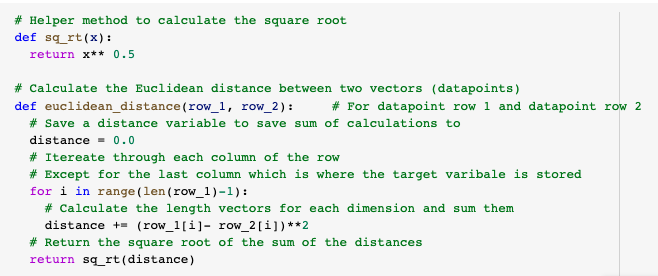 # Helper method to calculate the square root
def sq_rt(x):
  return x** 0.5

# Calculate the Euclidean distance between two vectors (datapoints)
def euclidean_distance(row_1, row_2):     # For datapoint row 1 and datapoint row 2
  # Save a distance variable to save sum of calculations to
  distance = 0.0
  # Itereate through each column of the row
  # Except for the last column which is where the target varibale is stored
  for i in range(len(row_1)-1):
    # Calculate the length vectors for each dimension and sum them
    distance += (row_1[i]- row_2[i])**2
  # Return the square root of the sum of the distances
  return sq_rt(distance)